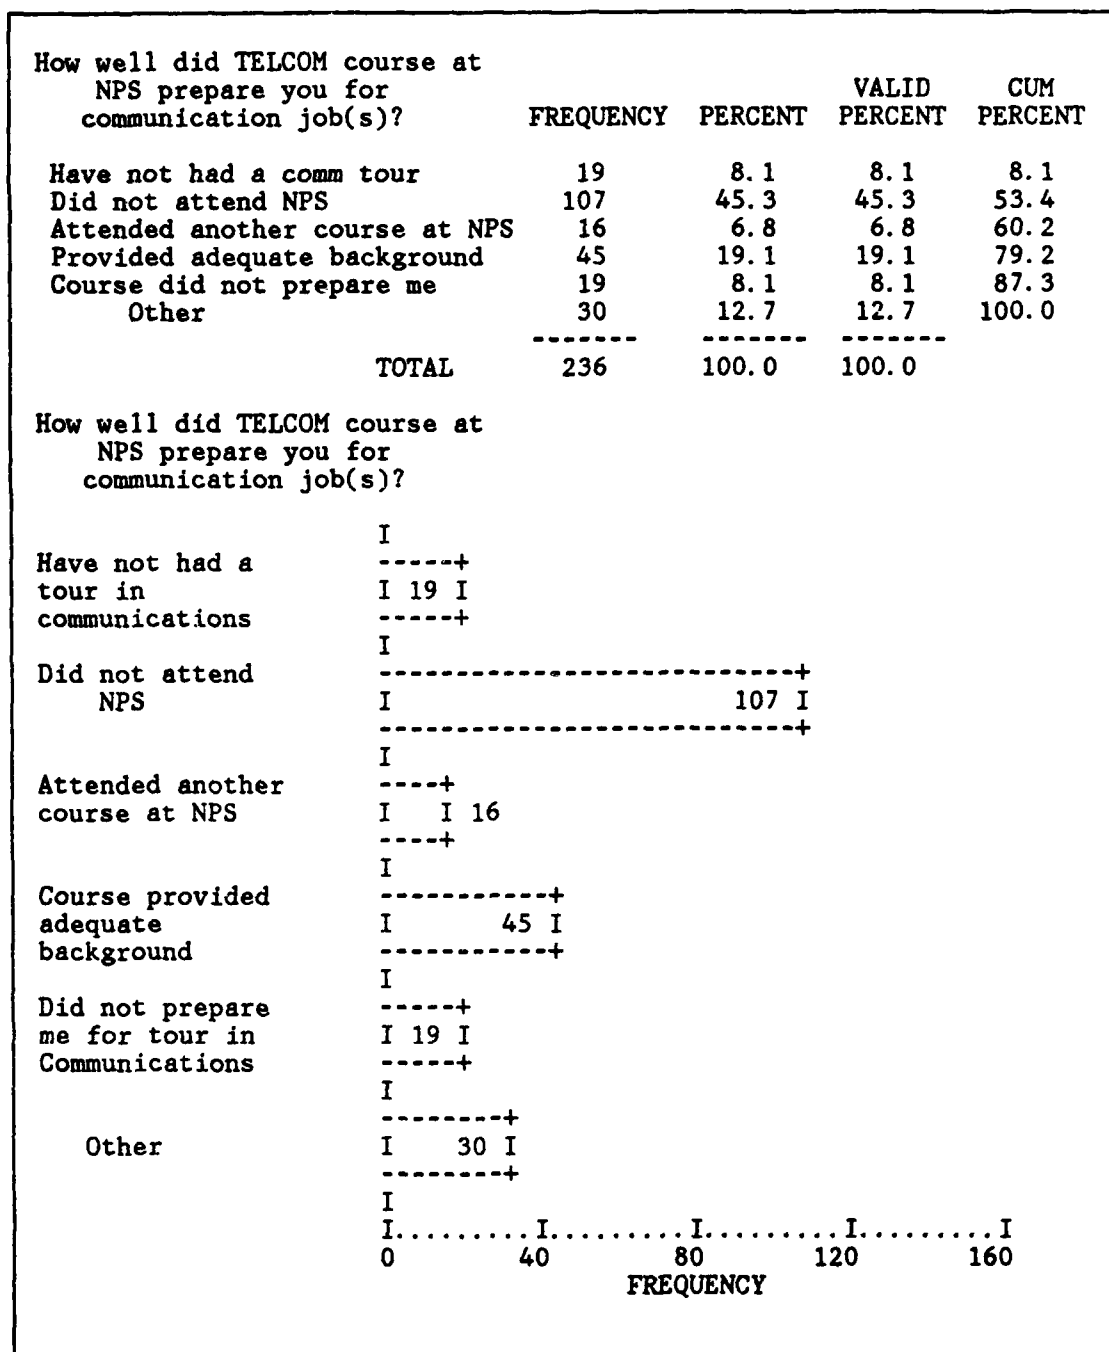 How well did TELCOM course at
NPS prepare you for VALID CUM
communication job(s)? FREQUENCY PERCENT PERCENT PERCENT
Have not had a comm tour 19 8.1 8.1 8.1
Did not attend NPS 107 45.3 45.3 53.4
Attended another course at NPS 16 6.8 6.8 60.2
Provided adequate background 45 19.1 19.1 79.2
Course did not prepare me 19 8.1 8.1 87.3
Other 30 12.7 12.7 100.0
------- ------- -------
TOTAL 236 100.0 100.0
How well did TELCOM course at
NPS prepare you for
communication job(s)?
I
Have not had a -----+
tour in I 19 I
communications -----+
I
Did not attend ---------------------------+
NPS I 107 I
---------------------------+
I
Attended another ----+
course at NPS I I 16
----+
I
Course provided -----------+
adequate I 45 I
background -----------+
I
Did not prepare -----+
me for tour in I 19 I
Communications -----+
I
--------+
Other I 30 I
--------+
I
I.........I.........I.........I.........I
0 40 80 120 160
FREQUENCY